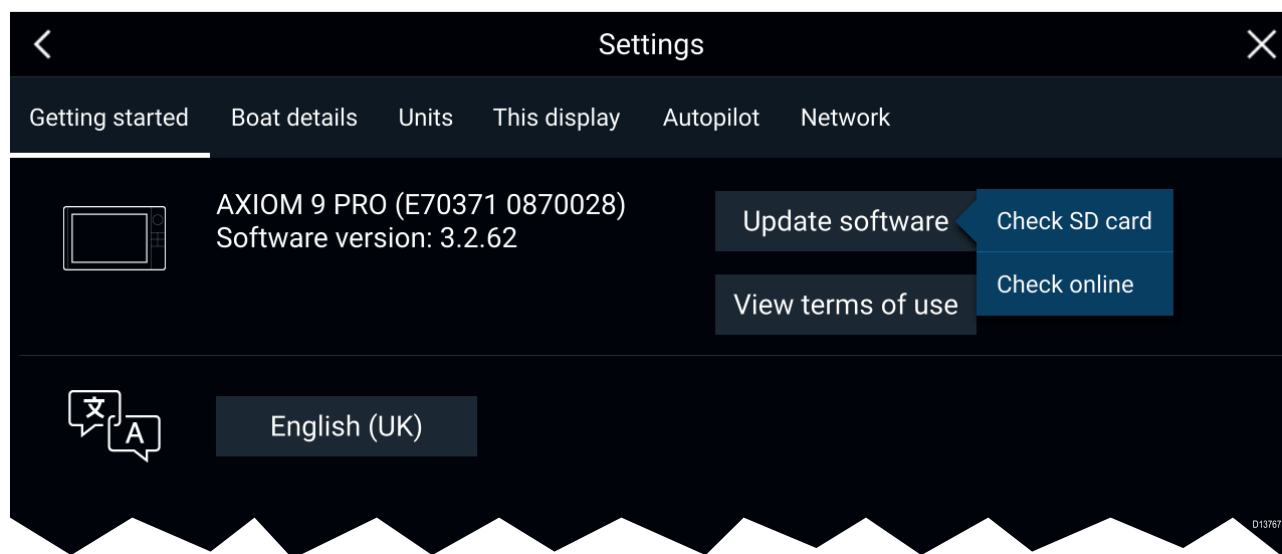 Settings
Getting started Boat details Units This display Autopilot Network
AXIOM 9 PRO (E70371 0870028)
Software version: 3.2.62
Update software
Check SD card
Check online
View terms of use
文 A
English (UK)
D13767